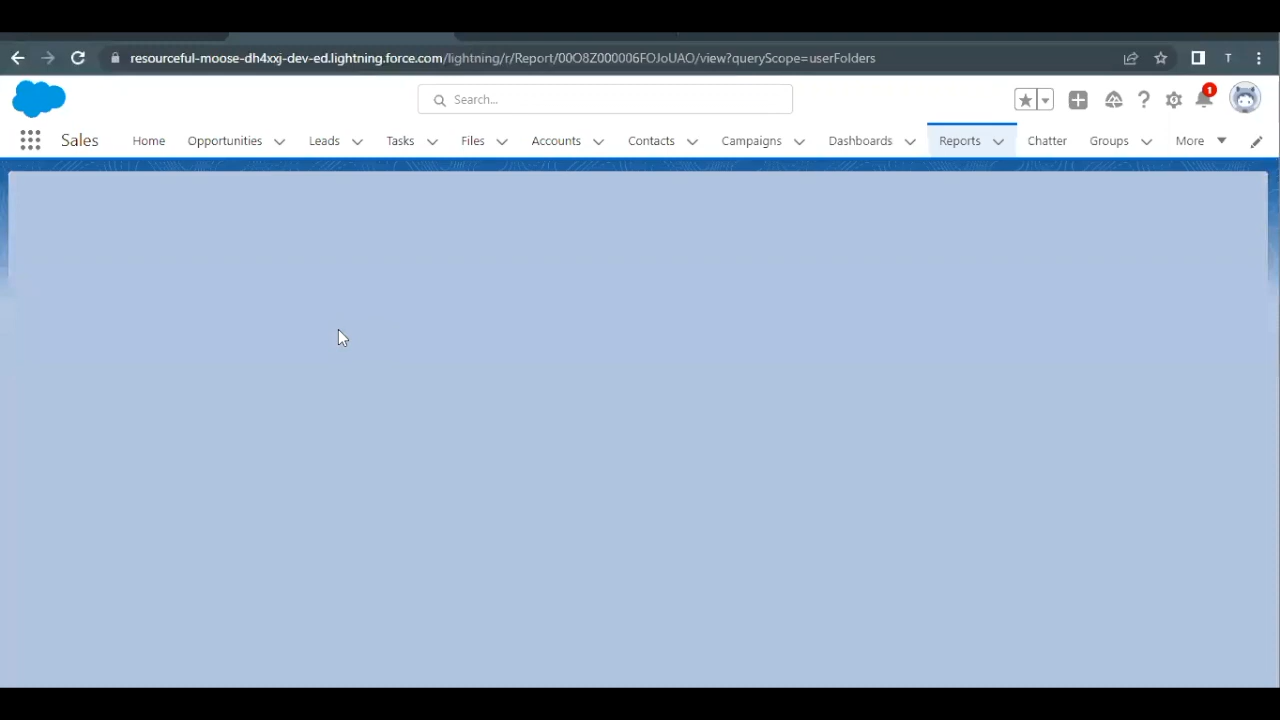 resourceful-moose-dh4xxj-dev-ed.lightning.force.com/lightning/r/Report/00O8Z000006FOJoUAO/view?queryScope=userFolders
T
Search...
1
Sales Home Opportunities Leads Tasks Files Accounts Contacts Campaigns Dashboards Reports Chatter Groups More